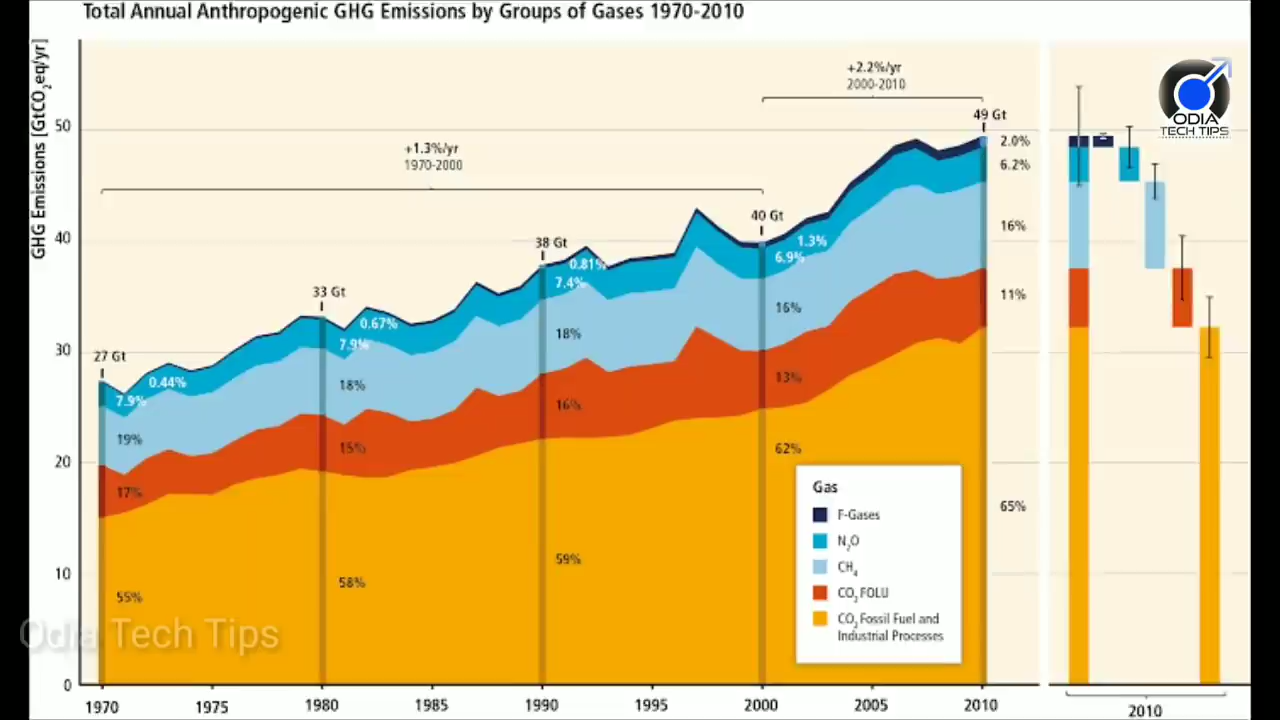 Total Annual Anthropogenic GHG Emissions by Groups of Gases 1970-2010
GHG Emissions [GtCO2eq/yr]
+2.2%/yr
2000-2010
ODIA
TECH TIPS
49 Gt
50
2.0%
+1.3%/yr
1970-2000
6.2%
40 Gt
16%
40
38 Gt
1.3%
6.9%
0.81%
7.4%
33 Gt
11%
16%
0.67%
18%
30
7.9%
27 Gt
13%
0.44%
18%
7.9%
16%
19%
15%
62%
20
17%
65%
Gas
F-Gases
N2O
CH4
CO2 FOLU
CO2 Fossil Fuel and
Industrial Processes
59%
10
58%
55%
Odia Tech Tips
0
1970 1975 1980 1985 1990 1995 2000 2005 2010
2010